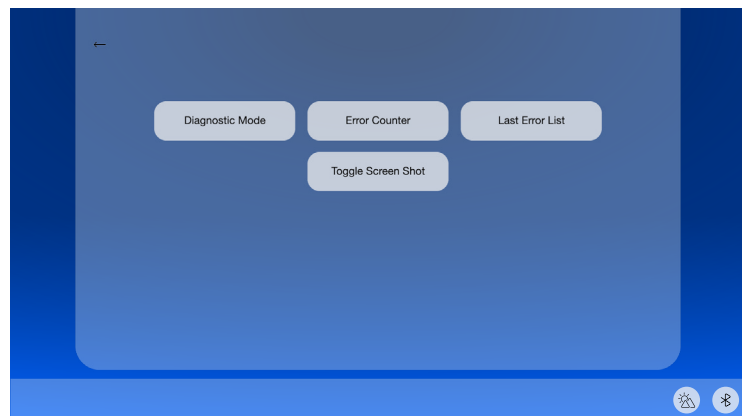 Diagnostic Mode
Error Counter
Last Error List
Toggle Screen Shot